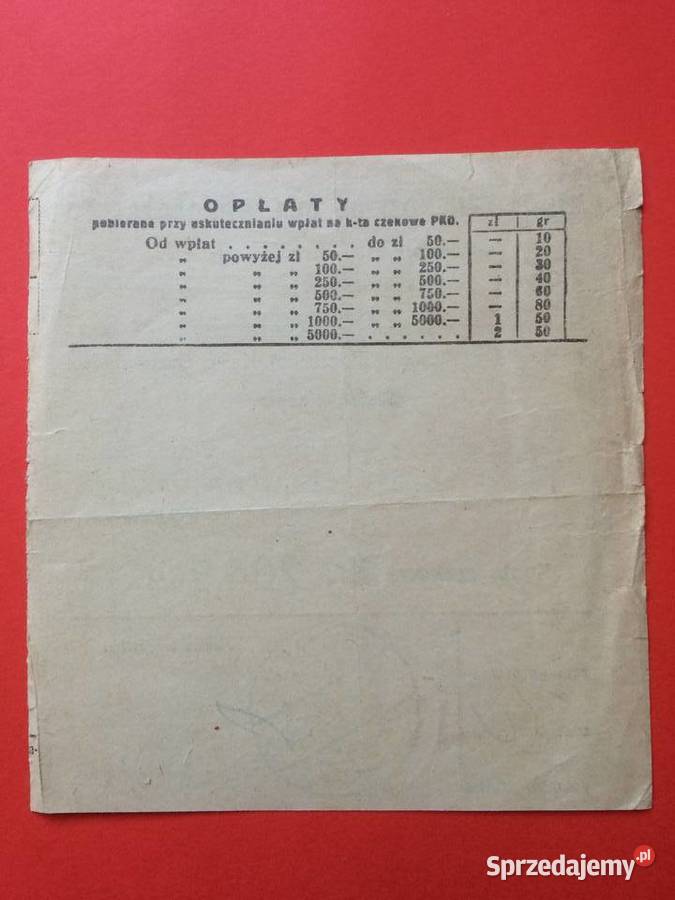 OPŁATY
pobierane przy uskutecznianiu wpłat na k-ta czekowe PKO.
zł gr
Od wpłat . . . . . . . . do zł 50.— — 10
„ powyżej zł 50.— „ „ 100.— — 20
„ „ „ 100.— „ „ 250.— — 30
„ „ „ 250.— „ „ 500.— — 40
„ „ „ 500.— „ „ 750.— — 60
„ „ „ 750.— „ „ 1000.— — 80
„ „ „ 1000.— „ „ 5000.— 1 50
„ „ „ 5000.— . . . . . . 2 50
Sprzedajemy.pl